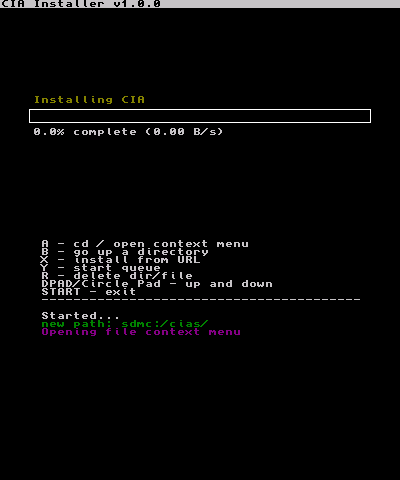 CIA Installer v1.0.0
Installing CIA
0.0% complete (0.00 B/s)
A - cd / open context menu
B - go up a directory
X - install from URL
Y - start queue
R - delete dir/file
DPAD/Circle Pad - up and down
START - exit
----------------------------------------
Started...
new path: sdmc:/cias/
Opening file context menu